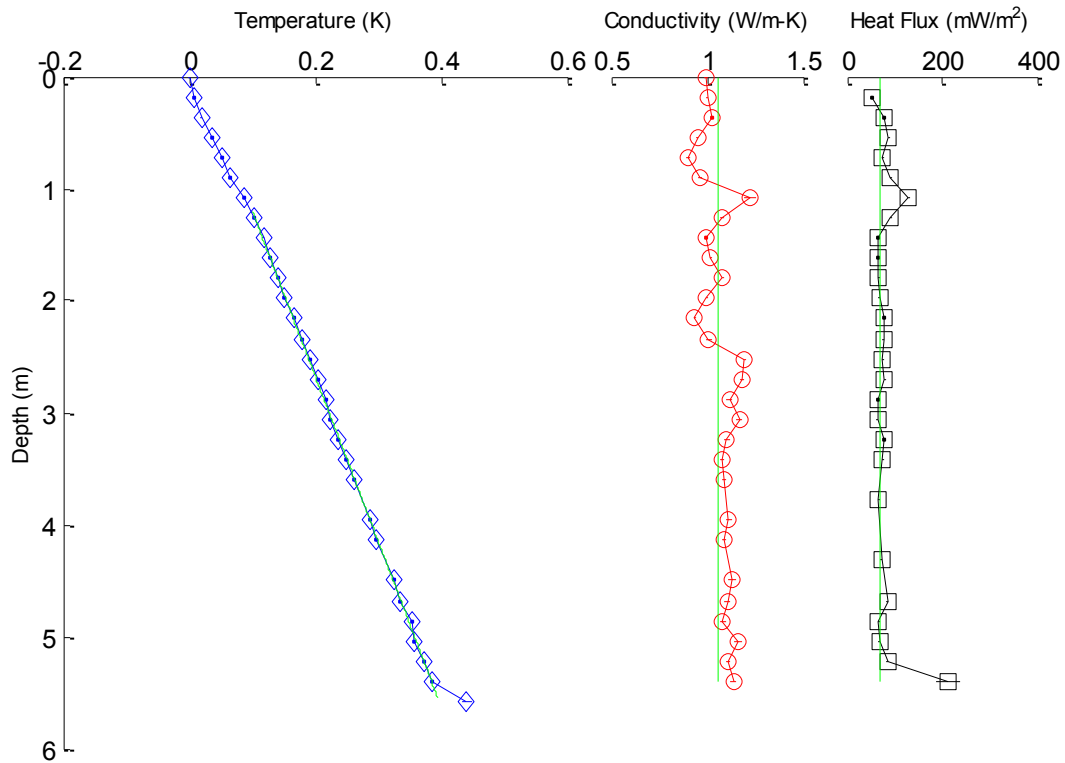 Temperature (K) Conductivity (W/m-K) Heat Flux (mW/m²)
-0.2 0 0.2 0.4 0.6 0.5 1 1.5 0 200 400
0
1
2
3
4
5
6
Depth (m)